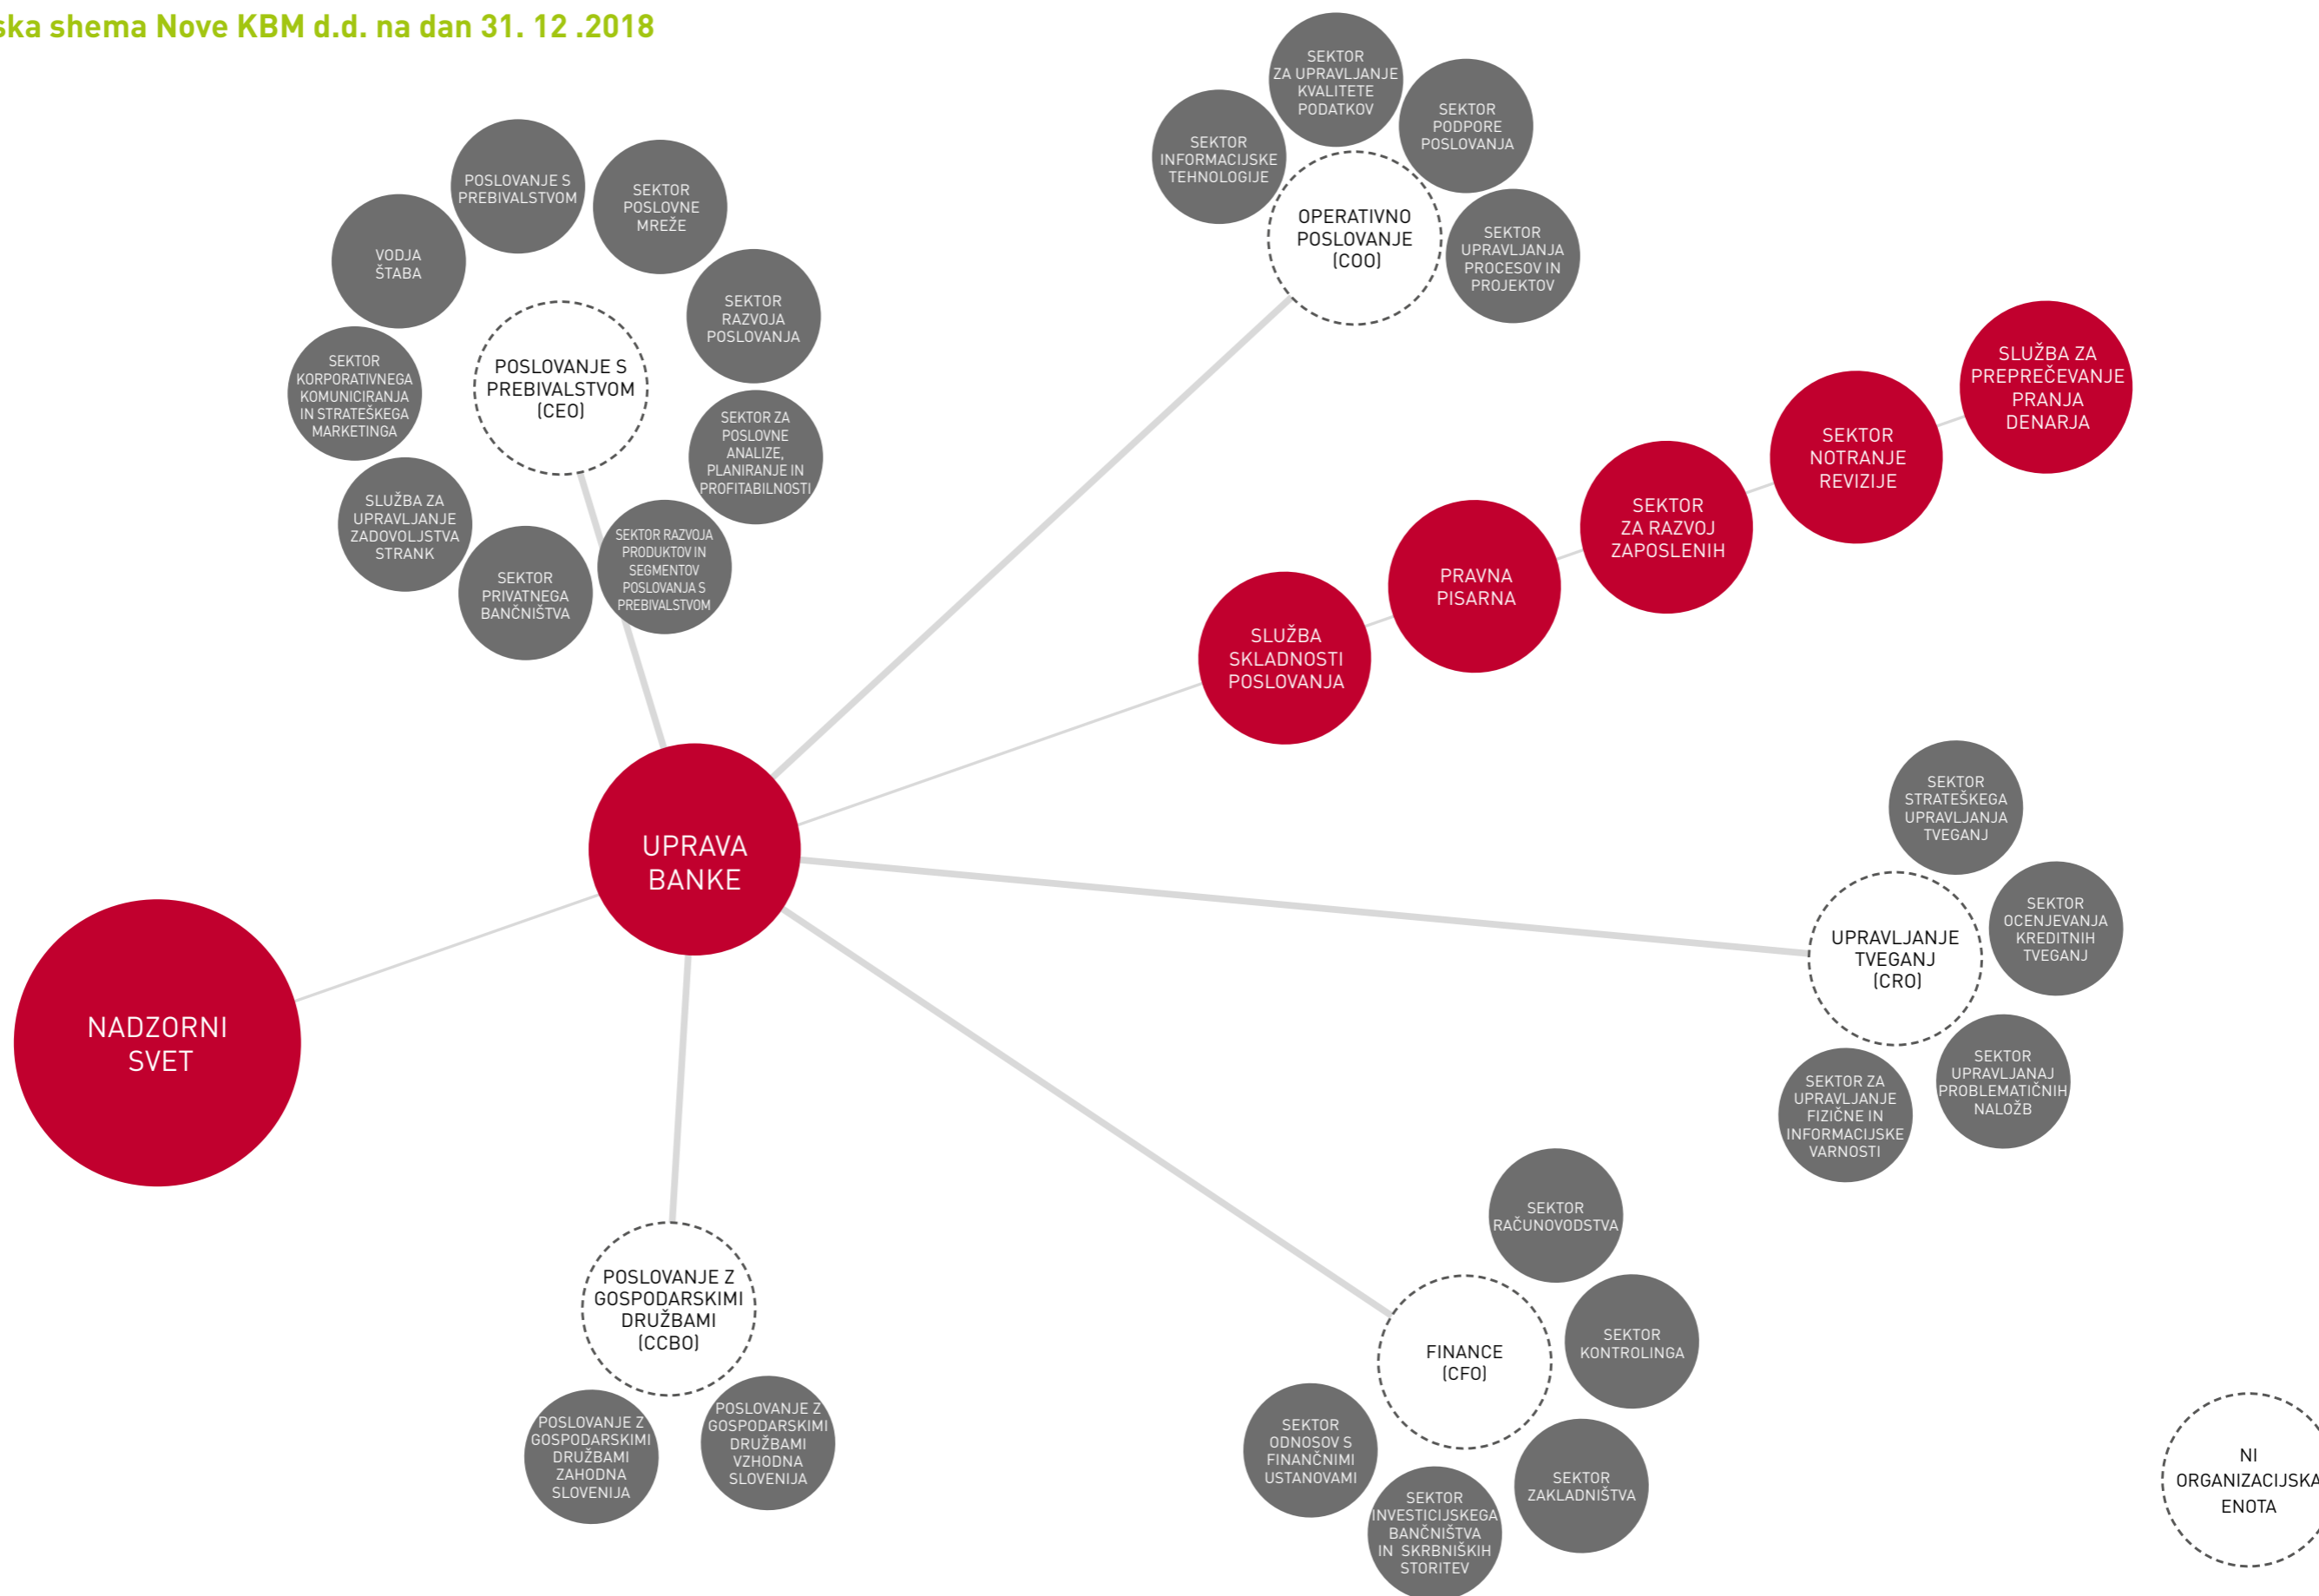 ska shema Nove KBM d.d. na dan 31. 12 .2018
SEKTOR
ZA UPRAVLJANJE
KVALITETE
PODATKOV
SEKTOR
PODPORE
POSLOVANJA
SEKTOR
INFORMACIJSKE
TEHNOLOGIJE
OPERATIVNO
POSLOVANJE
(COO)
SEKTOR
UPRAVLJANJA
PROCESOV IN
PROJEKTOV
POSLOVANJE S
PREBIVALSTVOM
SEKTOR
POSLOVNE
MREŽE
VODJA
ŠTABA
SEKTOR
RAZVOJA
POSLOVANJA
SEKTOR
KORPORATIVNEGA
KOMUNICIRANJA
IN STRATEŠKEGA
MARKETINGA
POSLOVANJE S
PREBIVALSTVOM
(CEO)
SEKTOR ZA
POSLOVNE
ANALIZE,
PLANIRANJE IN
PROFITABILNOSTI
SLUŽBA ZA
UPRAVLJANJE
ZADOVOLJSTVA
STRANK
SEKTOR
PRIVATNEGA
BANČNIŠTVA
SEKTOR RAZVOJA
PRODUKTOV IN
SEGMENTOV
POSLOVANJA S
PREBIVALSTVOM
SLUŽBA ZA
PREPREČEVANJE
PRANJA
DENARJA
SEKTOR
NOTRANJE
REVIZIJE
SEKTOR
ZA RAZVOJ
ZAPOSLENIH
PRAVNA
PISARNA
SLUŽBA
SKLADNOSTI
POSLOVANJA
UPRAVA
BANKE
NADZORNI
SVET
SEKTOR
STRATEŠKEGA
UPRAVLJANJA
TVEGANJ
SEKTOR
OCENJEVANJA
KREDITNIH
TVEGANJ
UPRAVLJANJE
TVEGANJ
(CRO)
SEKTOR
UPRAVLJANAJ
PROBLEMATIČNIH
NALOŽB
SEKTOR ZA
UPRAVLJANJE
FIZIČNE IN
INFORMACIJSKE
VARNOSTI
POSLOVANJE Z
GOSPODARSKIMI
DRUŽBAMI
(CCBO)
POSLOVANJE Z
GOSPODARSKIMI
DRUŽBAMI
ZAHODNA
SLOVENIJA
POSLOVANJE Z
GOSPODARSKIMI
DRUŽBAMI
VZHODNA
SLOVENIJA
SEKTOR
RAČUNOVODSTVA
SEKTOR
KONTROLINGA
FINANCE
(CFO)
SEKTOR
ODNOSOV S
FINANČNIMI
USTANOVAMI
SEKTOR
INVESTICIJSKEGA
BANČNIŠTVA
IN SKRBNIŠKIH
STORITEV
SEKTOR
ZAKLADNIŠTVA
NI
ORGANIZACIJSKA
ENOTA